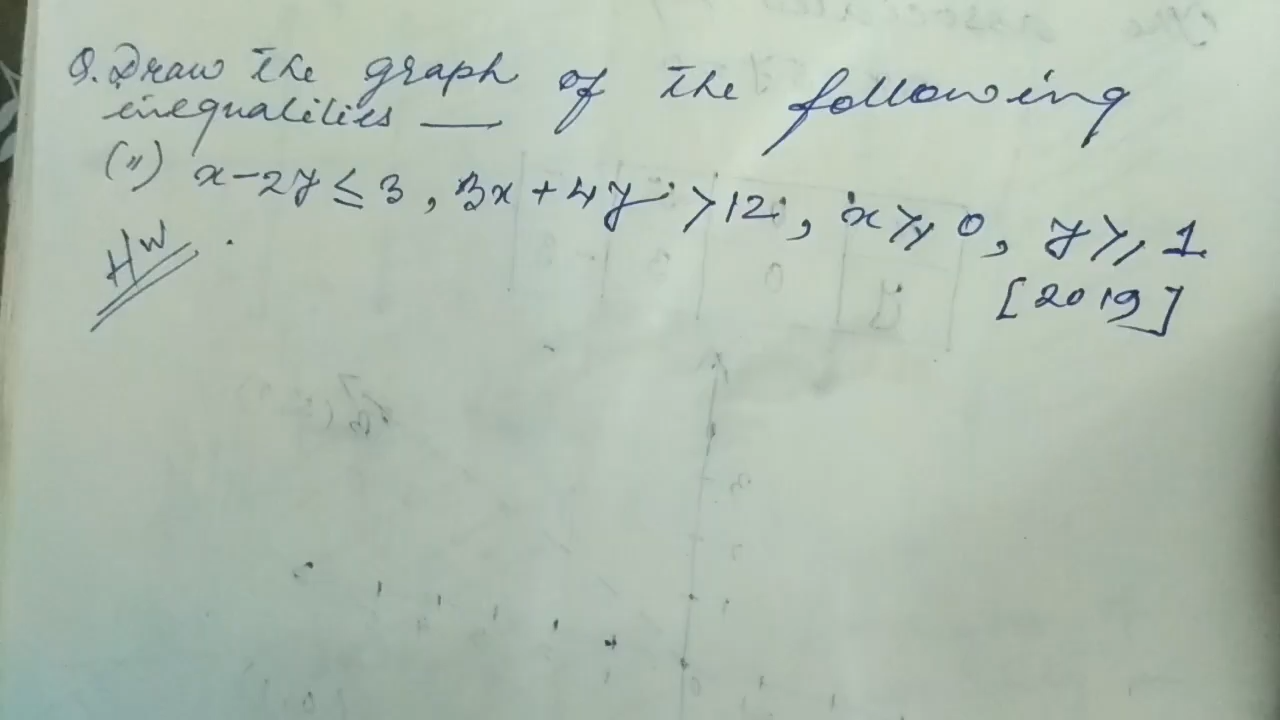 Q. Draw the graph of the following
inequalities —
(ii) x-2y ≤ 3, 3x + 4y > 12, x ≥ 0, y ≥ 1
HW
[2019]